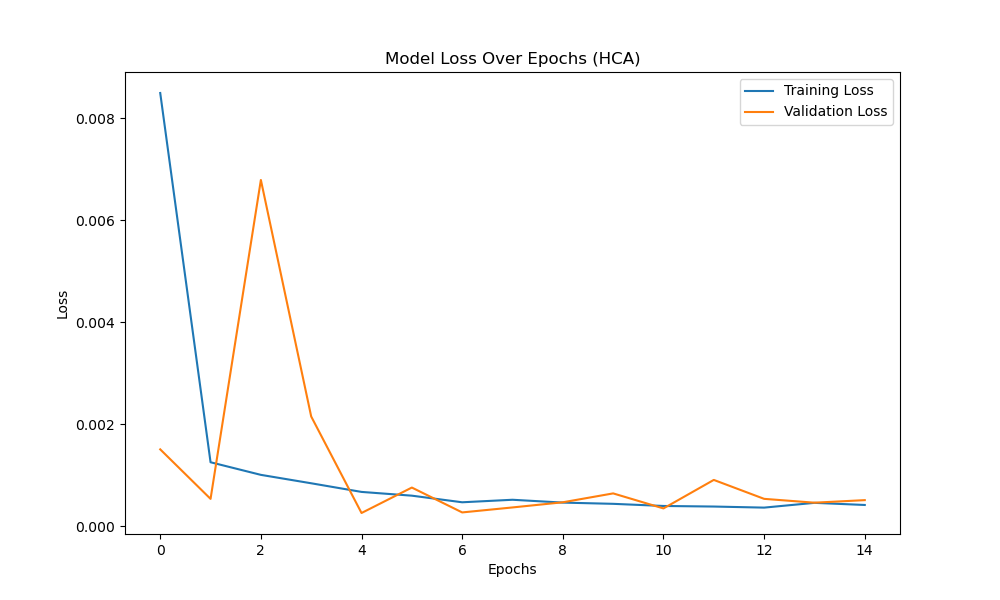 Model Loss Over Epochs (HCA)
Training Loss
Validation Loss
0.008
0.006
0.004
0.002
0.000
Loss
0 2 4 6 8 10 12 14
Epochs